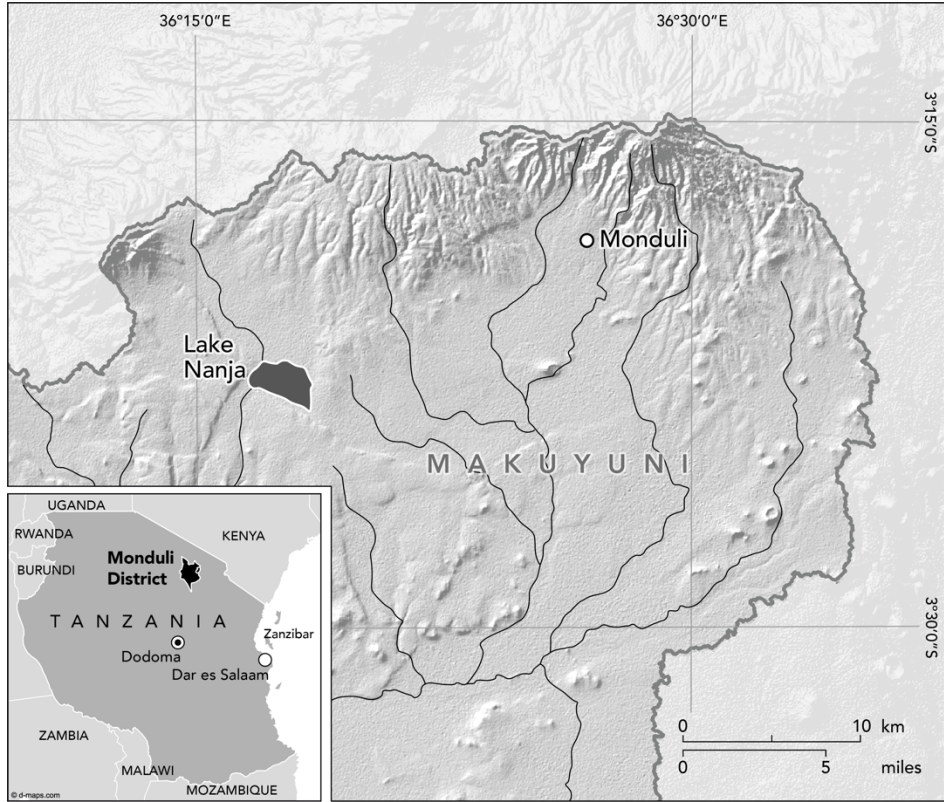 36°15'0"E
36°30'0"E
3°15'0"S
Monduli
Lake
Nanja
MAKUYUNI
3°30'0"S
0 10 km
0 5 miles
UGANDA
RWANDA
KENYA
BURUNDI
Monduli
District
TANZANIA
Zanzibar
Dodoma
Dar es Salaam
ZAMBIA
MALAWI
MOZAMBIQUE
© d-maps.com